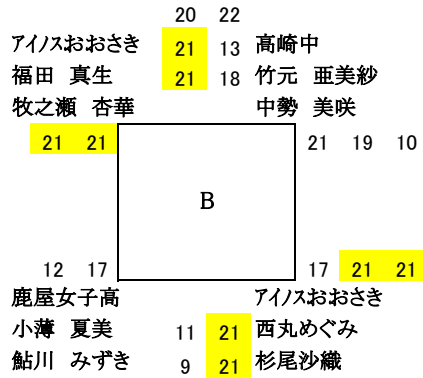 20 22
アイノスおおさき 21 13 高崎中
福田 真生 21 18 竹元 亜美紗
牧之瀬 杏華 中勢 美咲
21 21 21 19 10
B
12 17 17 21 21
鹿屋女子高 アイノスおおさき
小薄 夏美 11 21 西丸めぐみ
鮎川 みずき 9 21 杉尾沙織